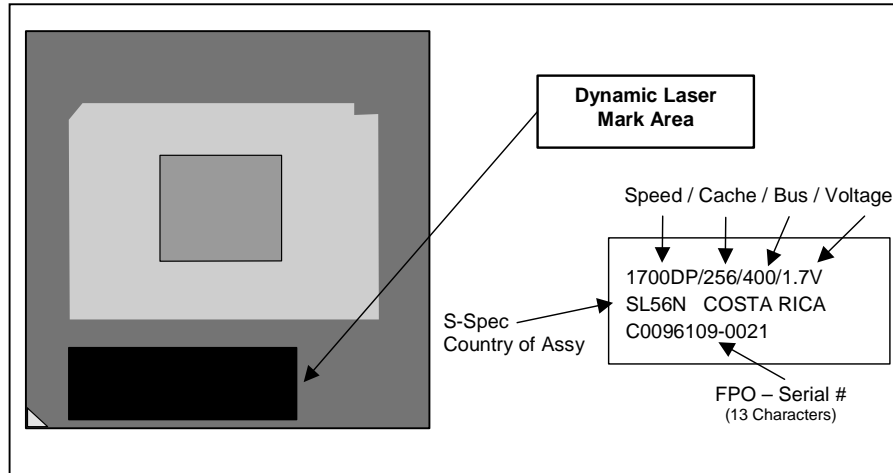 Dynamic Laser
Mark Area
Speed / Cache / Bus / Voltage
1700DP/256/400/1.7V
SL56N COSTA RICA
C0096109-0021
S-Spec
Country of Assy
FPO – Serial #
(13 Characters)